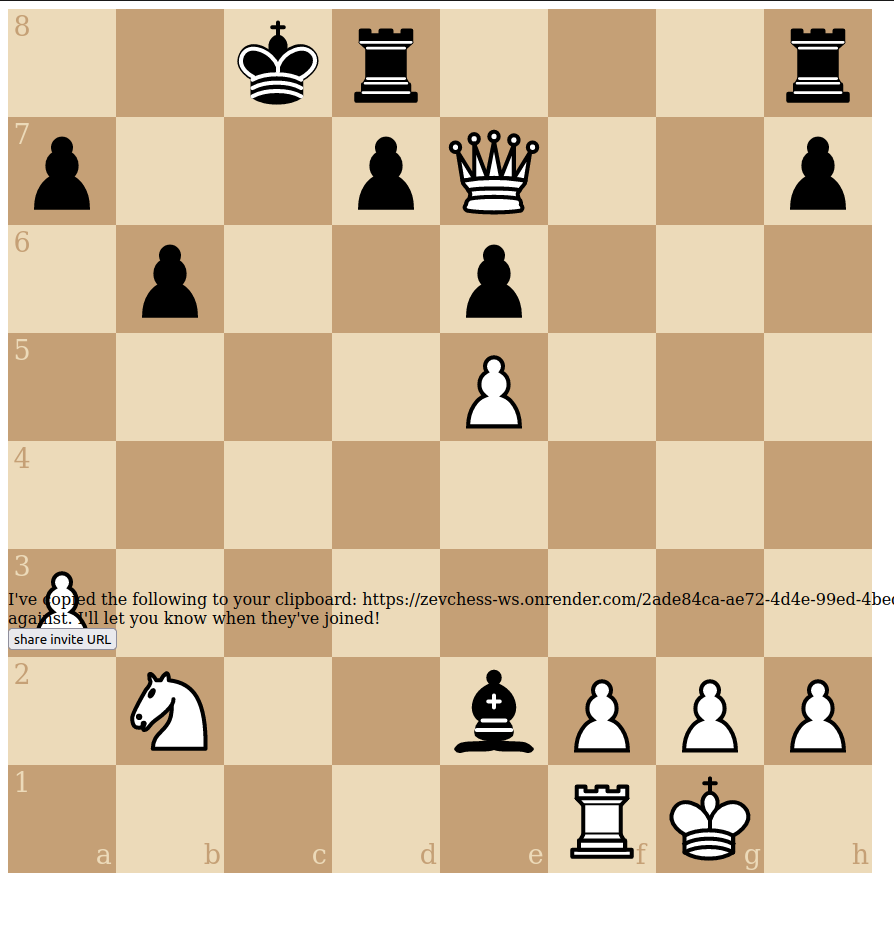 8
7
6
5
4
3
I've copied the following to your clipboard: https://zevchess-ws.onrender.com/2ade84ca-ae72-4d4e-99ed-4bed
against. I'll let you know when they've joined!
share invite URL
2
1
a b c d e f g h